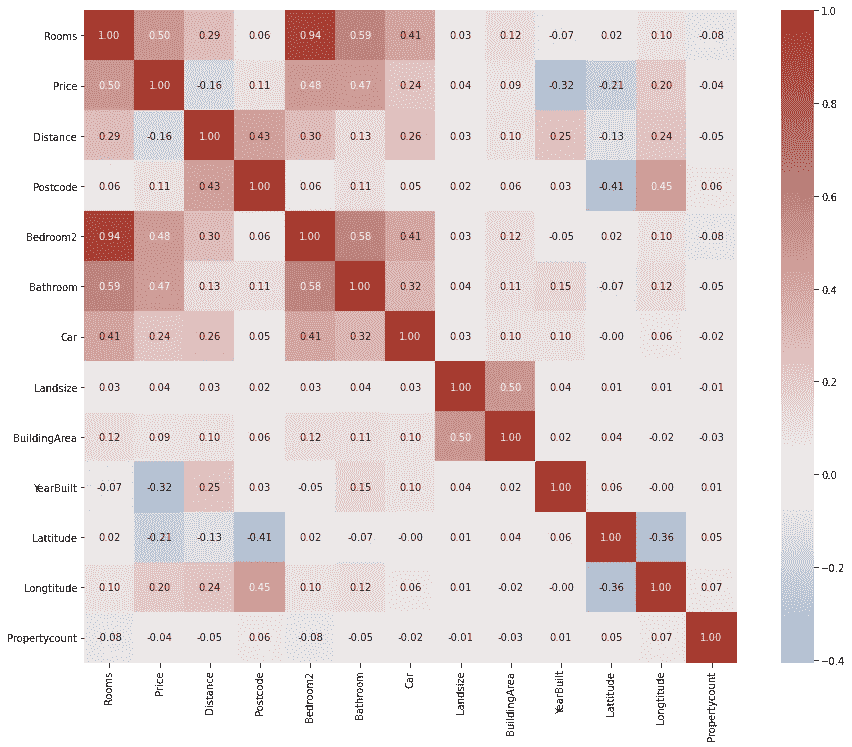 Rooms 1.00 0.50 0.29 0.06 0.94 0.59 0.41 0.03 0.12 -0.07 0.02 0.10 -0.08
Price 0.50 1.00 -0.16 0.11 0.48 0.47 0.24 0.04 0.09 -0.32 -0.21 0.20 -0.04
Distance 0.29 -0.16 1.00 0.43 0.30 0.13 0.26 0.03 0.10 0.25 -0.13 0.24 -0.05
Postcode 0.06 0.11 0.43 1.00 0.06 0.11 0.05 0.02 0.06 0.03 -0.41 0.45 0.06
Bedroom2 0.94 0.48 0.30 0.06 1.00 0.58 0.41 0.03 0.12 -0.05 0.02 0.10 -0.08
Bathroom 0.59 0.47 0.13 0.11 0.58 1.00 0.32 0.04 0.11 0.15 -0.07 0.12 -0.05
Car 0.41 0.24 0.26 0.05 0.41 0.32 1.00 0.03 0.10 0.10 -0.00 0.06 -0.02
Landsize 0.03 0.04 0.03 0.02 0.03 0.04 0.03 1.00 0.50 0.04 0.01 0.01 -0.01
BuildingArea 0.12 0.09 0.10 0.06 0.12 0.11 0.10 0.50 1.00 0.02 0.04 -0.02 -0.03
YearBuilt -0.07 -0.32 0.25 0.03 -0.05 0.15 0.10 0.04 0.02 1.00 0.06 -0.00 0.01
Lattitude 0.02 -0.21 -0.13 -0.41 0.02 -0.07 -0.00 0.01 0.04 0.06 1.00 -0.36 0.05
Longtitude 0.10 0.20 0.24 0.45 0.10 0.12 0.06 0.01 -0.02 -0.00 -0.36 1.00 0.07
Propertycount -0.08 -0.04 -0.05 0.06 -0.08 -0.05 -0.02 -0.01 -0.03 0.01 0.05 0.07 1.00
Rooms
Price
Distance
Postcode
Bedroom2
Bathroom
Car
Landsize
BuildingArea
YearBuilt
Lattitude
Longtitude
Propertycount
1.0
0.8
0.6
0.4
0.2
0.0
−0.2
−0.4